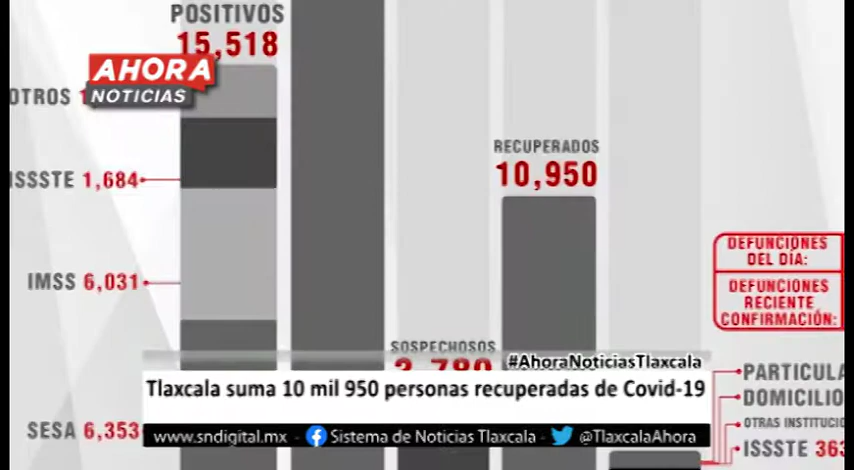 POSITIVOS
15,518
AHORA
NOTICIAS
OTROS
ISSSTE 1,684
IMSS 6,031
SESA 6,353
RECUPERADOS
10,950
SOSPECHOSOS
3,780
DEFUNCIONES
DEL DÍA:
DEFUNCIONES
RECIENTE
CONFIRMACIÓN:
PARTICULA
DOMICILIO
OTRAS INSTITUCIO
ISSSTE 363
#AhoraNoticiasTlaxcala
Tlaxcala suma 10 mil 950 personas recuperadas de Covid-19
www.sndigital.mx - Sistema de Noticias Tlaxcala - @TlaxcalaAhora